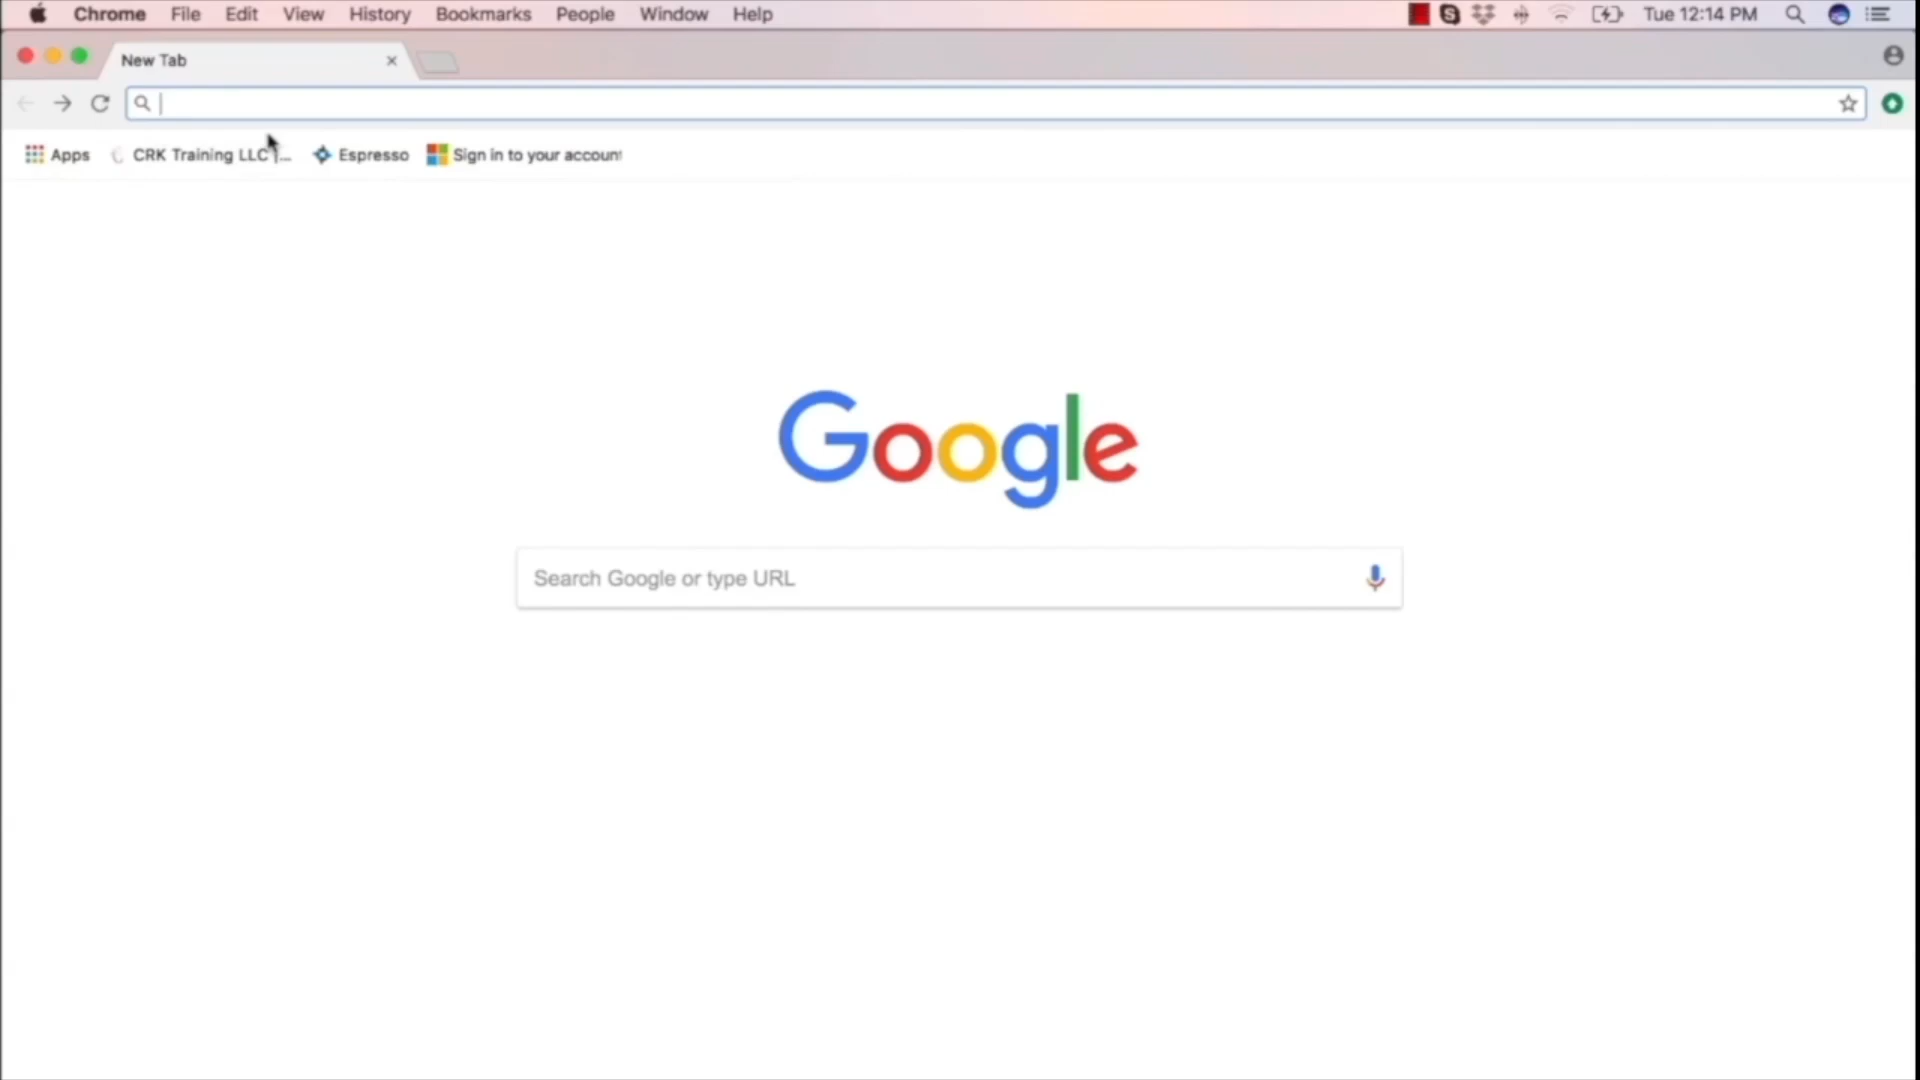 Chrome File Edit View History Bookmarks People Window Help Tue 12:14 PM
New Tab
Apps CRK Training LLC |... Espresso Sign in to your account
Google
Search Google or type URL